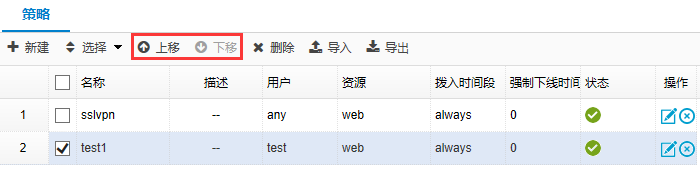 策略
新建 选择 上移 下移 删除 导入 导出
名称 描述 用户 资源 拨入时间段 强制下线时间 状态 操作
1 sslvpn -- any web always 0
2 test1 -- test web always 0